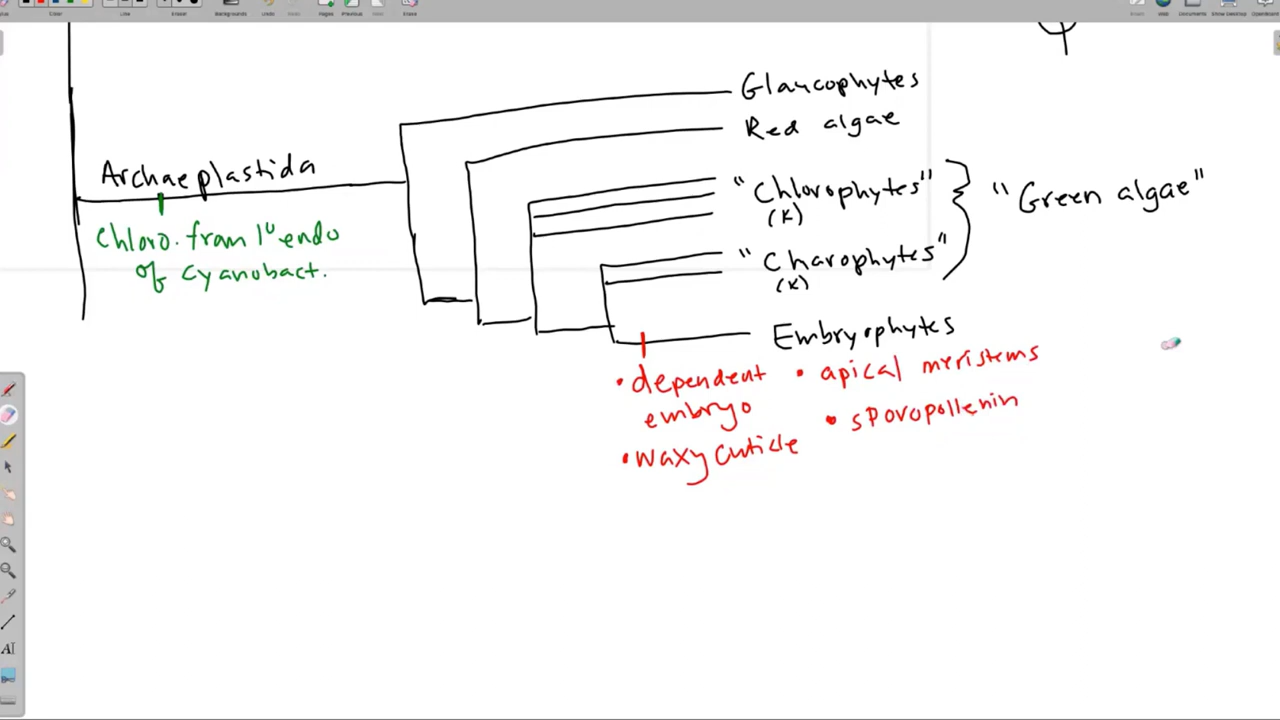 Glaucophytes
Red algae
Archaeplastida
"Chlorophytes"
(K)
"Green algae"
Chloro. from 1° endo
of cyanobact.
"Charophytes"
(K)
Embryophytes
• dependent
embryo
• waxy cuticle
• apical meristems
• sporopollenin